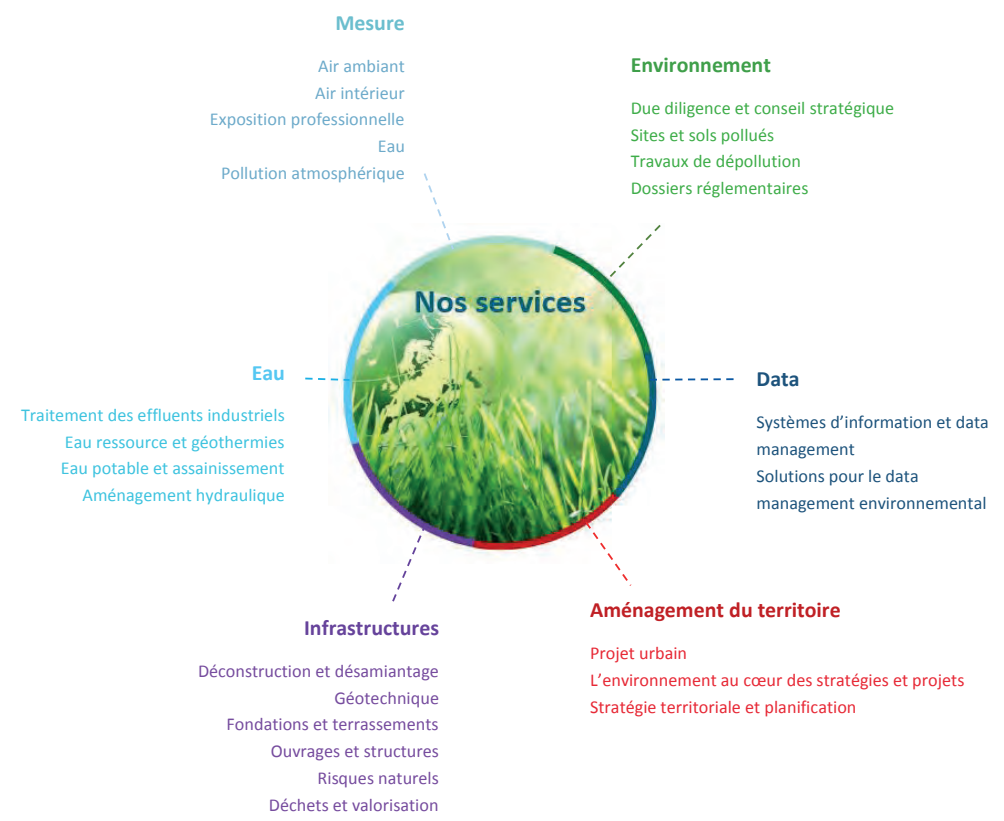 Mesure
Air ambiant
Air intérieur
Exposition professionnelle
Eau
Pollution atmosphérique
Environnement
Due diligence et conseil stratégique
Sites et sols pollués
Travaux de dépollution
Dossiers réglementaires
Nos services
Eau
Traitement des effluents industriels
Eau ressource et géothermies
Eau potable et assainissement
Aménagement hydraulique
Data
Systèmes d’information et data
management
Solutions pour le data
management environnemental
Infrastructures
Déconstruction et désamiantage
Géotechnique
Fondations et terrassements
Ouvrages et structures
Risques naturels
Déchets et valorisation
Aménagement du territoire
Projet urbain
L’environnement au cœur des stratégies et projets
Stratégie territoriale et planification